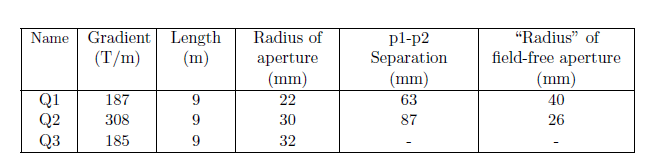 Name Gradient Length Radius of p1-p2 “Radius” of
(T/m) (m) aperture Separation field-free aperture
(mm) (mm) (mm)
Q1 187 9 22 63 40
Q2 308 9 30 87 26
Q3 185 9 32 - -